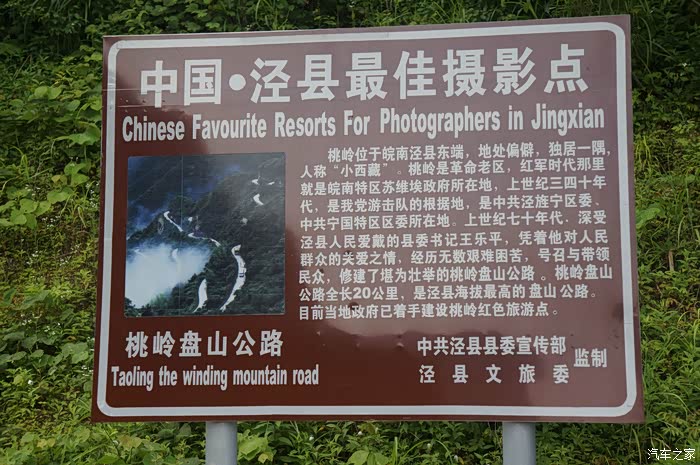 中国•泾县最佳摄影点
Chinese Favourite Resorts For Photographers in Jingxian
桃岭位于皖南泾县东端，地处偏僻，独居一隅，
人称“小西藏”。桃岭是革命老区，红军时代那里
就是皖南特区苏维埃政府所在地，上世纪三四十年
代，是我党游击队的根据地，是中共泾旌宁区委、
中共宁国特区区委所在地。上世纪七十年代，深受
泾县人民爱戴的县委书记王乐平，凭着他对人民
群众的关爱之情，经历无数艰难困苦，号召与带领
民众，修建了堪为壮举的桃岭盘山公路。桃岭盘山
公路全长20公里，是泾县海拔最高的盘山公路。
目前当地政府已着手建设桃岭红色旅游点。
桃岭盘山公路
Taoling the winding mountain road
中共泾县县委宣传部
泾县文旅委
监制
汽车之家